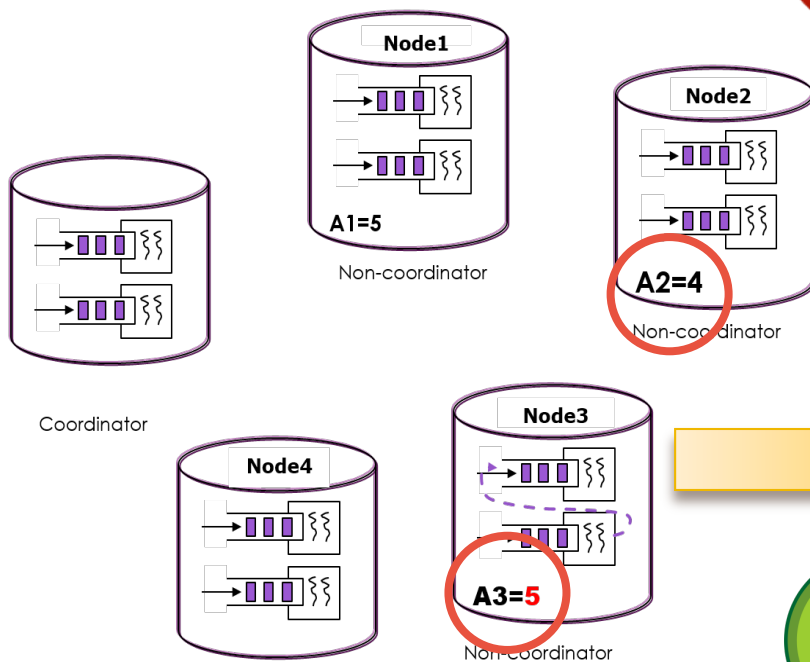 Node1
A1=5
Non-coordinator
Node2
A2=4
Non-coordinator
Coordinator
Node3
A3=5
Non-coordinator
Node4